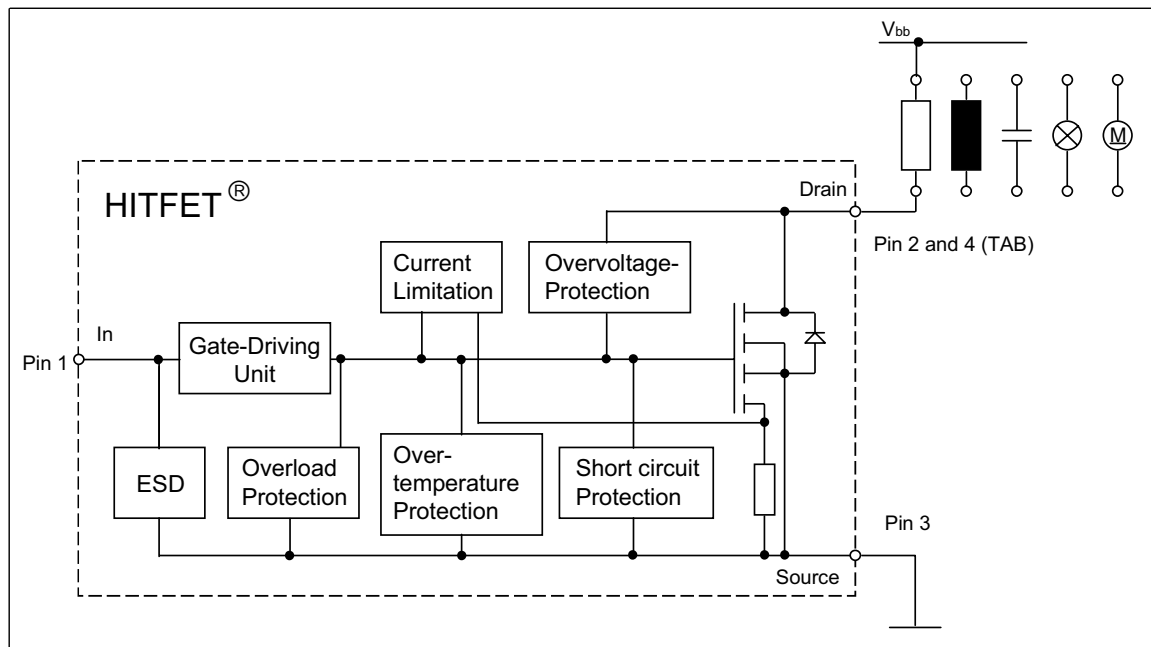 Vbb
HITFET ®
Drain
Pin 2 and 4 (TAB)
Current
Limitation
Overvoltage-
Protection
In
Pin 1
Gate-Driving
Unit
ESD
Overload
Protection
Over-
temperature
Protection
Short circuit
Protection
M
Pin 3
Source